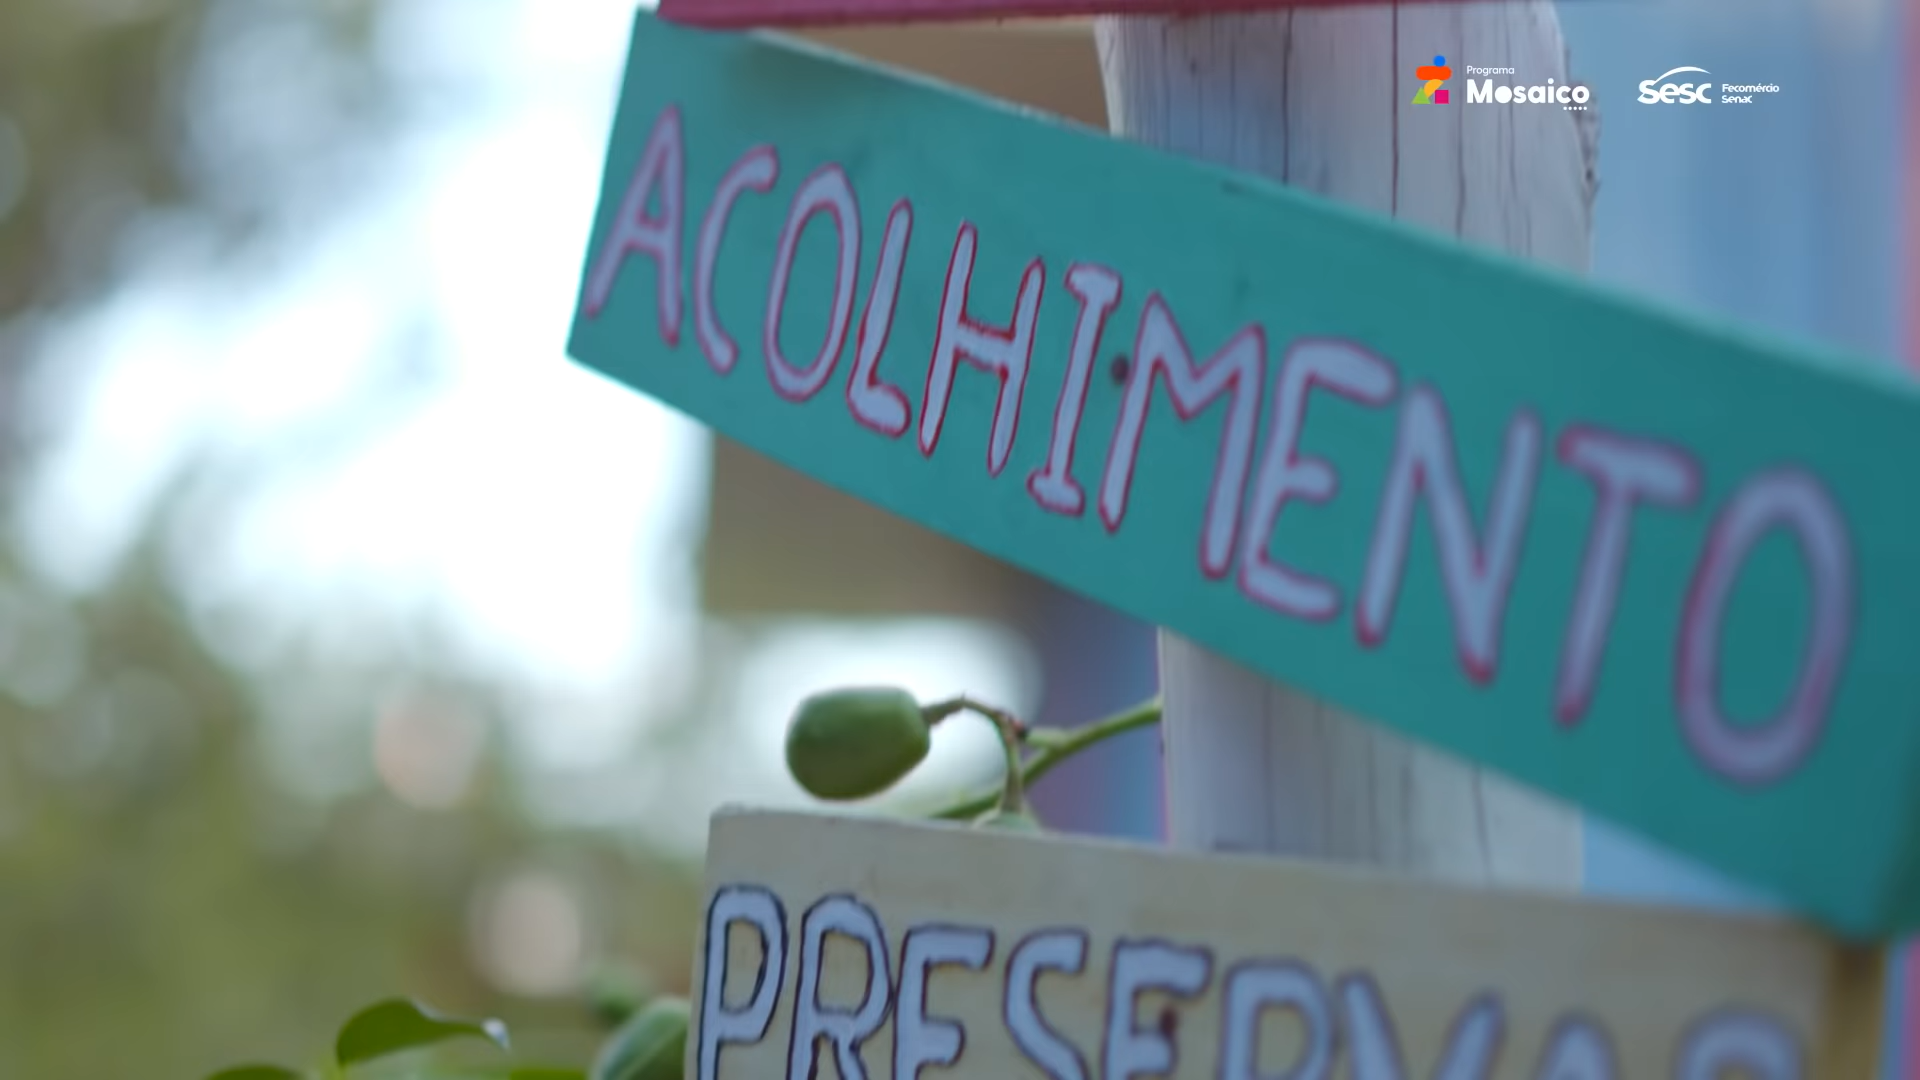 Programa
Mosaico
Sesc
Fecomércio
Senac
ACOLHIMENTO